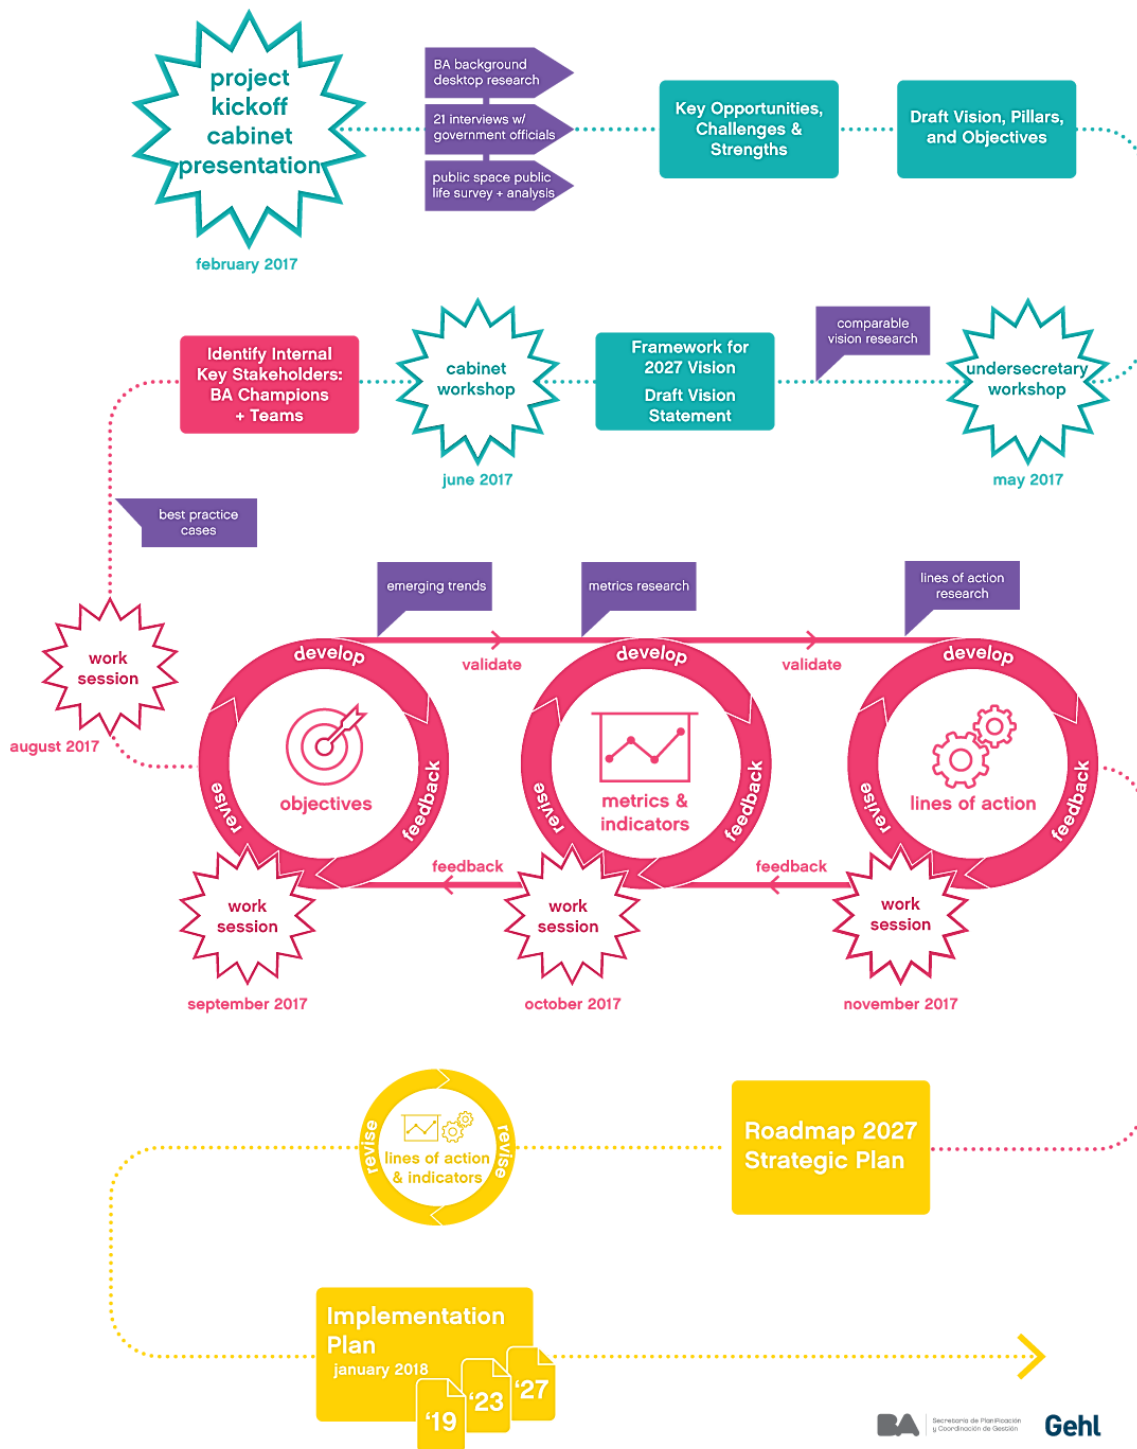 project
kickoff
cabinet
presentation
february 2017
BA background
desktop research
21 interviews w/
government officials
public space public
life survey + analysis
Key Opportunities,
Challenges &
Strengths
Draft Vision, Pillars,
and Objectives
undersecretary
workshop
may 2017
comparable
vision research
Framework for
2027 Vision
Draft Vision
Statement
cabinet
workshop
june 2017
Identify Internal
Key Stakeholders:
BA Champions
+ Teams
best practice
cases
work
session
august 2017
emerging trends
metrics research
lines of action
research
develop
validate
develop
validate
develop
objectives
revise
feedback
metrics &
indicators
revise
feedback
lines of action
revise
feedback
feedback
feedback
work
session
september 2017
work
session
october 2017
work
session
november 2017
Roadmap 2027
Strategic Plan
revise
lines of action
& indicators
revise
Implementation
Plan
january 2018
'19
'23
'27
BA
Secretaría de Planificación
y Coordinación de Gestión
Gehl